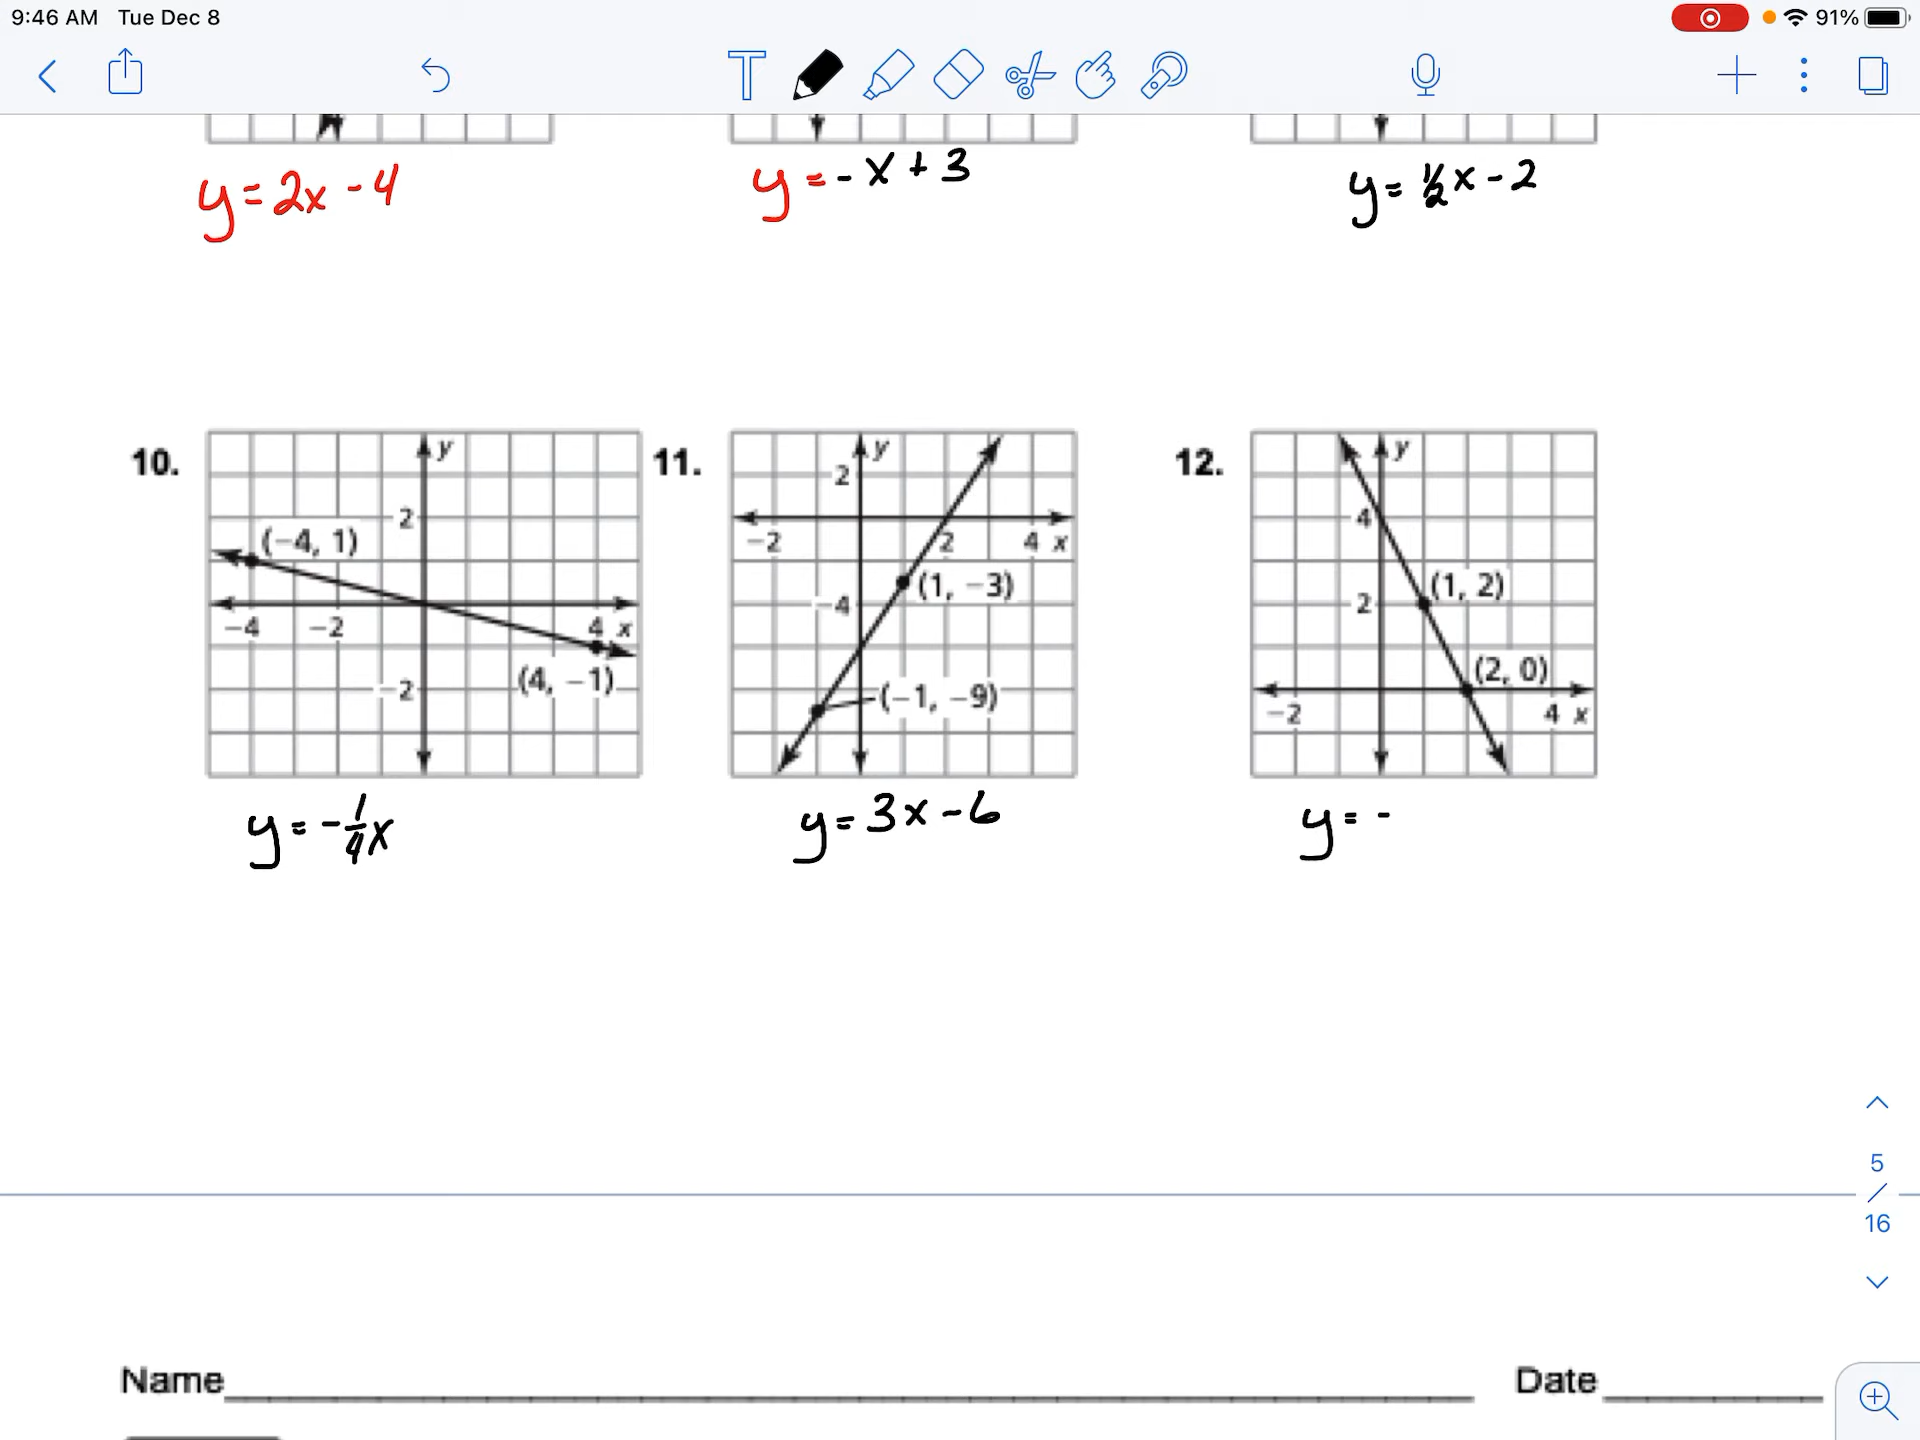 9:46 AM Tue Dec 8 91%
T
y=2x-4 y=-x+3 y=½x-2
10. 11. 12.
y
2
(−4, 1)
−4 −2 4 x
(4, −1)
−2
y
2
−2 2 4 x
(1, −3)
−4
(−1, −9)
y
4
(1, 2)
2
(2, 0)
−2 4 x
y=-1/4x y=3x-6 y=-
5
/
16
Name Date